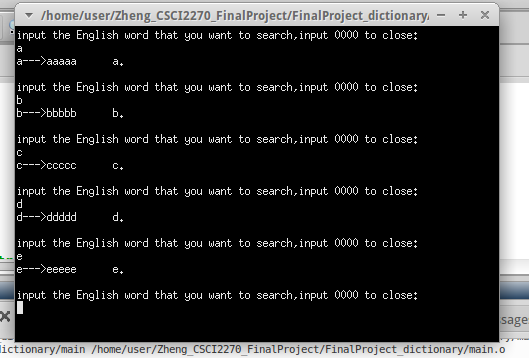 /home/user/Zheng_CSCI2270_FinalProject/FinalProject_dictionary/
input the English word that you want to search,input 0000 to close:
a
a--->aaaaa a.
input the English word that you want to search,input 0000 to close:
b
b--->bbbbb b.
input the English word that you want to search,input 0000 to close:
c
c--->ccccc c.
input the English word that you want to search,input 0000 to close:
d
d--->ddddd d.
input the English word that you want to search,input 0000 to close:
e
e--->eeeee e.
input the English word that you want to search,input 0000 to close:
ssages
dictionary/main /home/user/Zheng_CSCI2270_FinalProject/FinalProject_dictionary/main.o